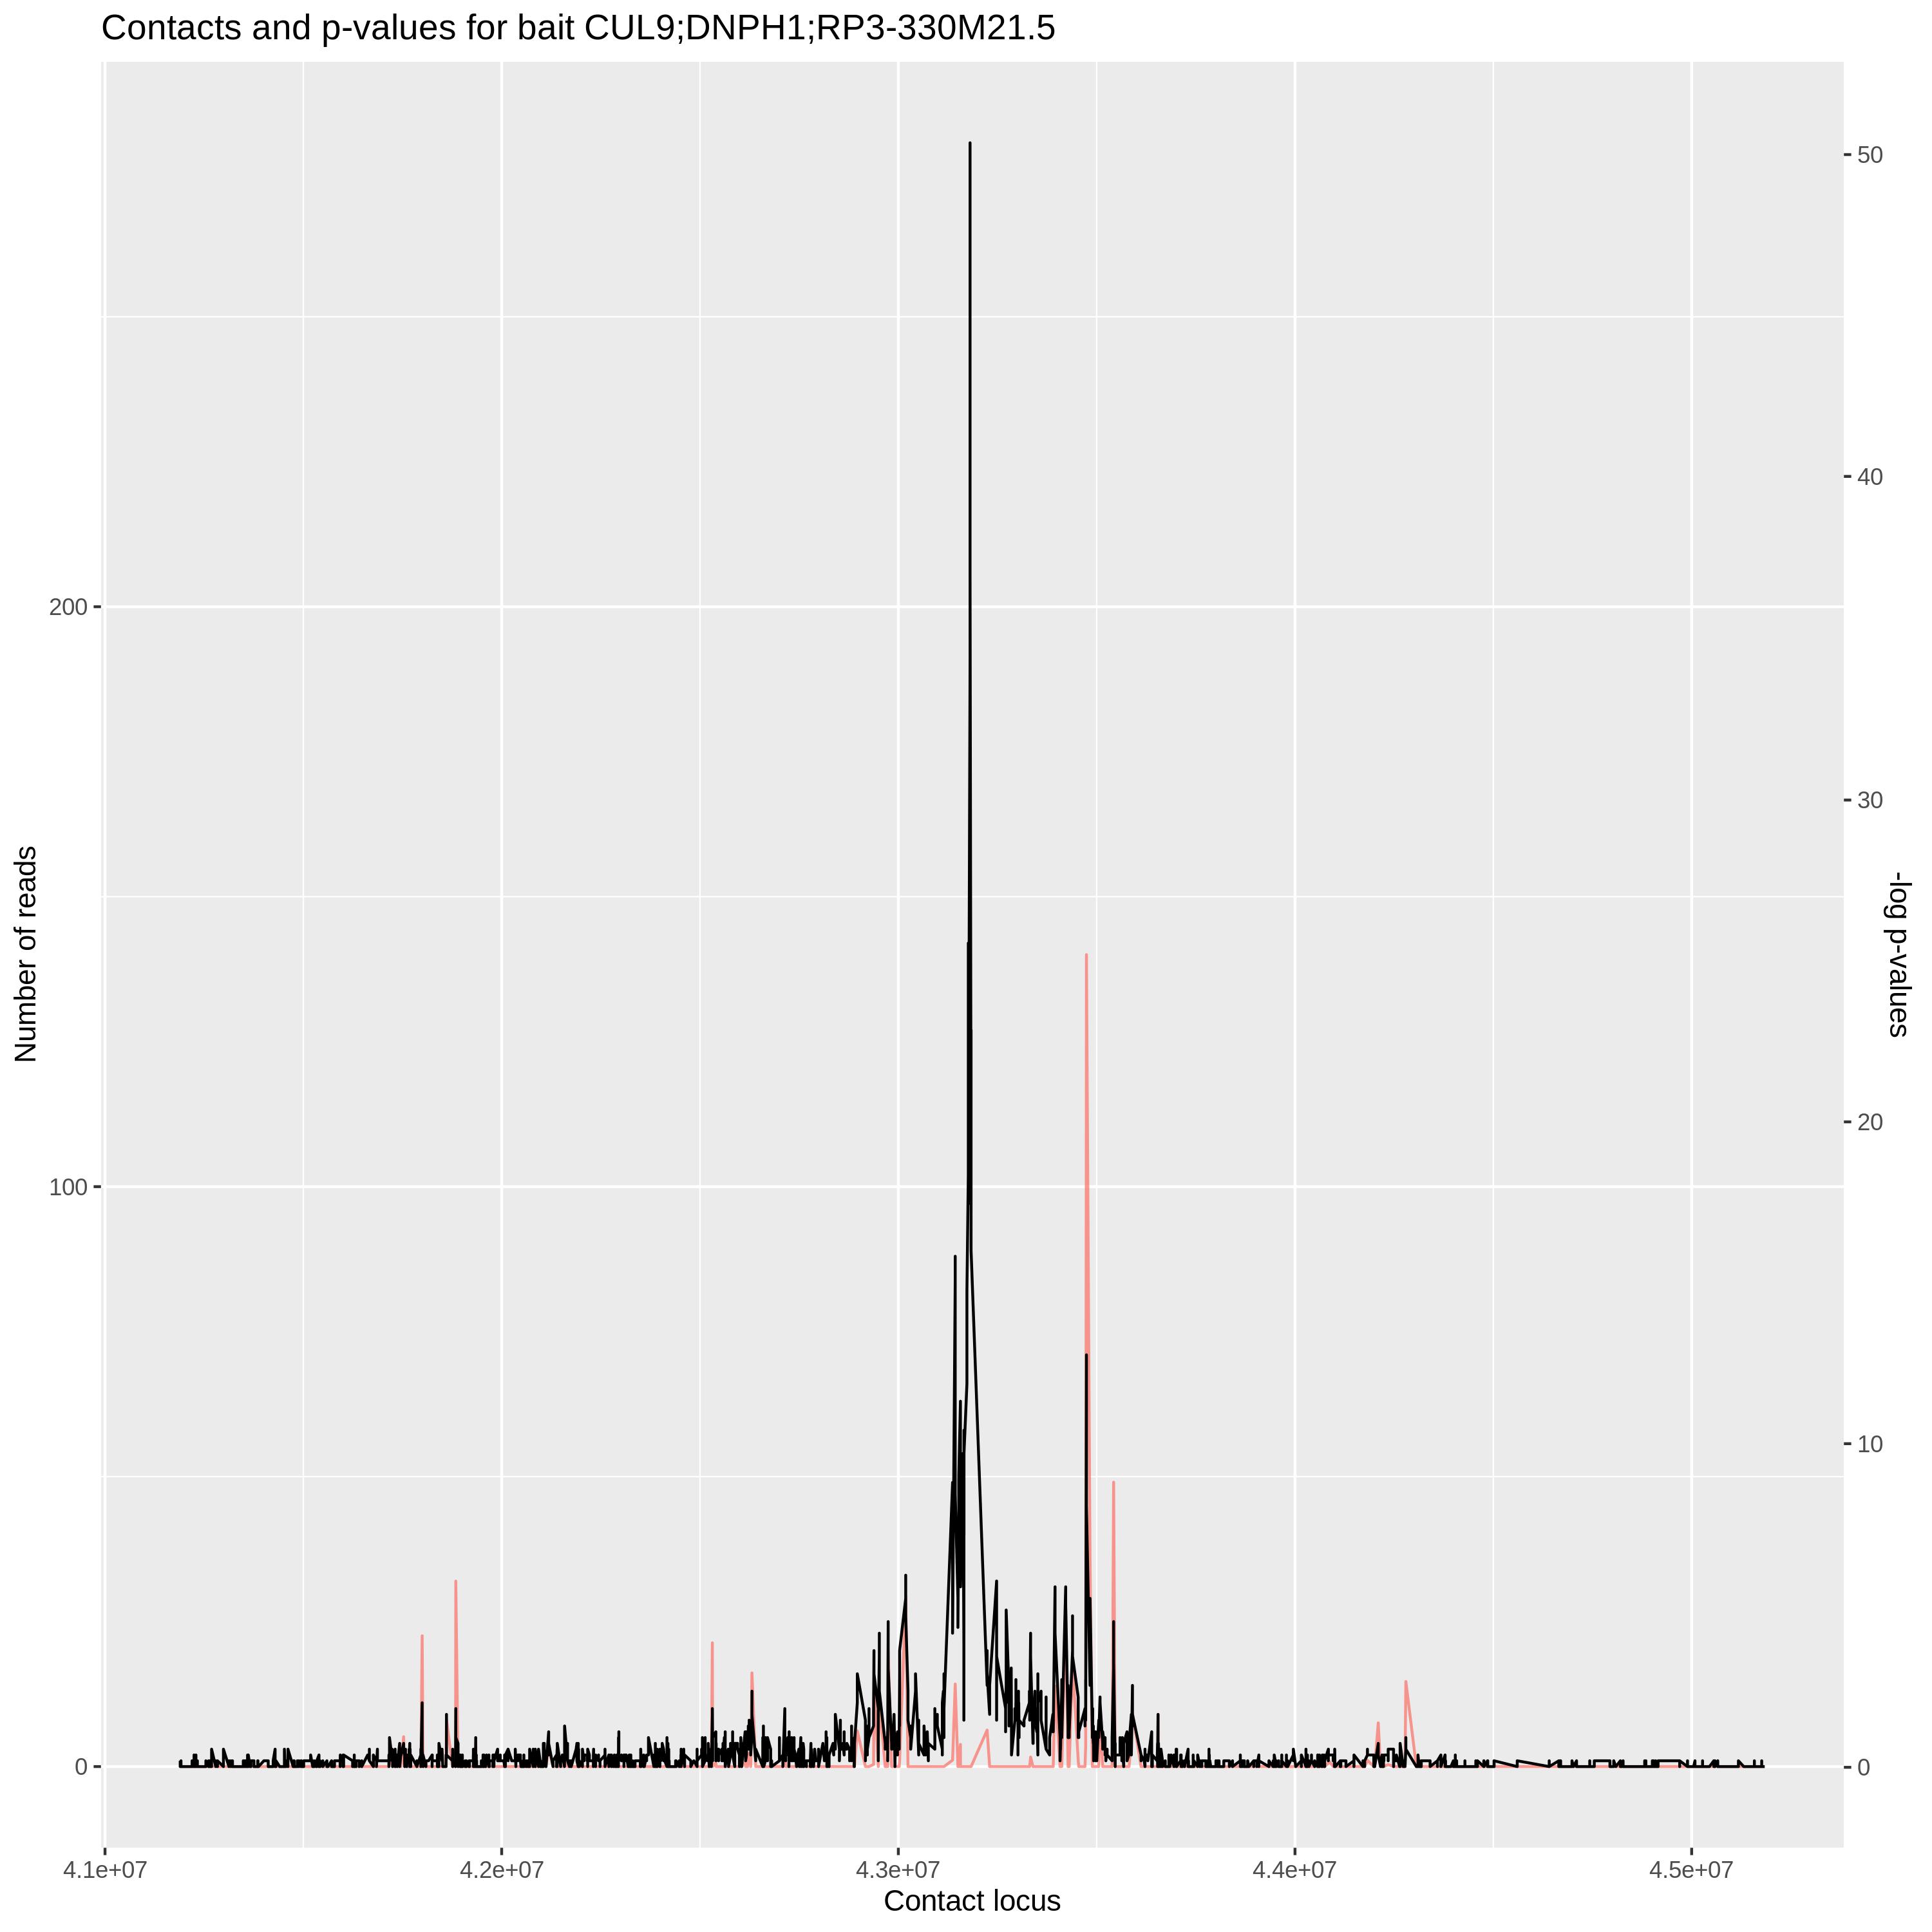 Contacts and p-values for bait CUL9;DNPH1;RP3-330M21.5
Number of reads
200
100
0
50
40
30
20
10
0
-log p-values
4.1e+07
4.2e+07
4.3e+07
4.4e+07
4.5e+07
Contact locus